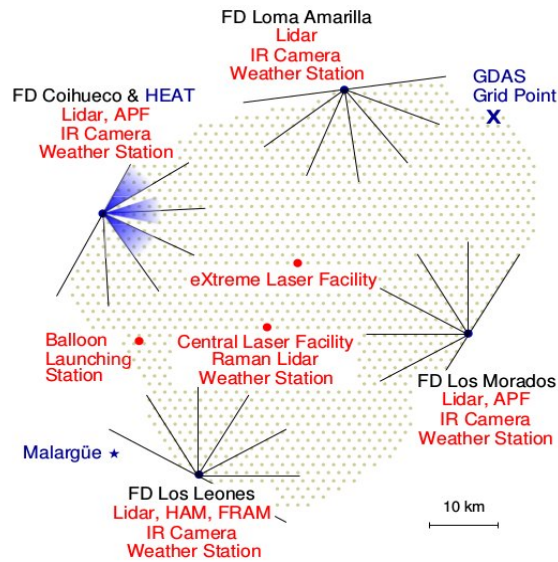 FD Loma Amarilla
Lidar
IR Camera
Weather Station
GDAS
Grid Point
X
FD Coihueco & HEAT
Lidar, APF
IR Camera
Weather Station
eXtreme Laser Facility
Balloon
Launching
Station
Central Laser Facility
Raman Lidar
Weather Station
FD Los Morados
Lidar, APF
IR Camera
Weather Station
Malargüe
FD Los Leones
Lidar, HAM, FRAM
IR Camera
Weather Station
10 km